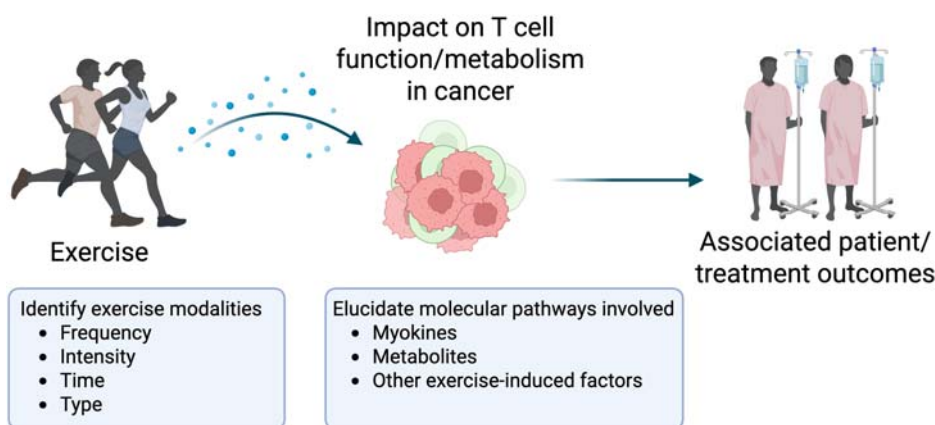 Impact on T cell
function/metabolism
in cancer
Exercise
Associated patient/
treatment outcomes
Identify exercise modalities
• Frequency
• Intensity
• Time
• Type
Elucidate molecular pathways involved
• Myokines
• Metabolites
• Other exercise-induced factors